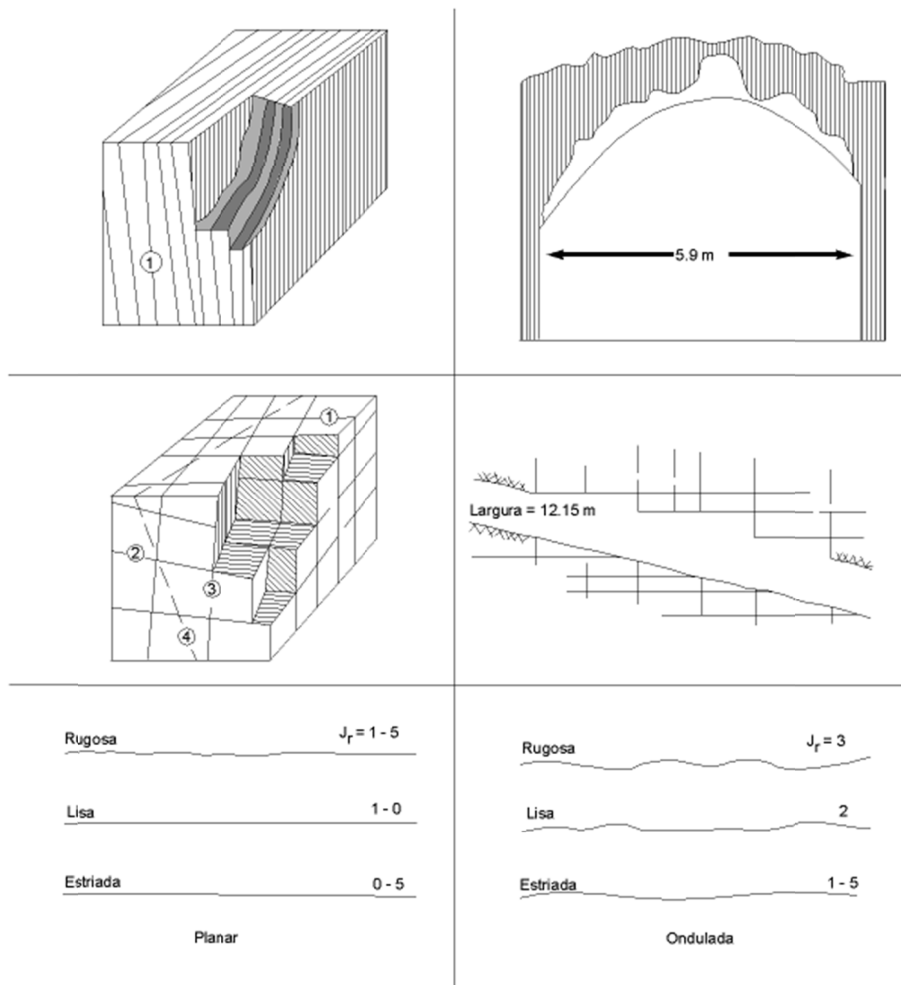 1
5.9 m
1
2
3
4
Largura = 12.15 m
Rugosa Jr = 1 - 5
Lisa 1 - 0
Estriada 0 - 5
Planar
Rugosa Jr = 3
Lisa 2
Estriada 1 - 5
Ondulada